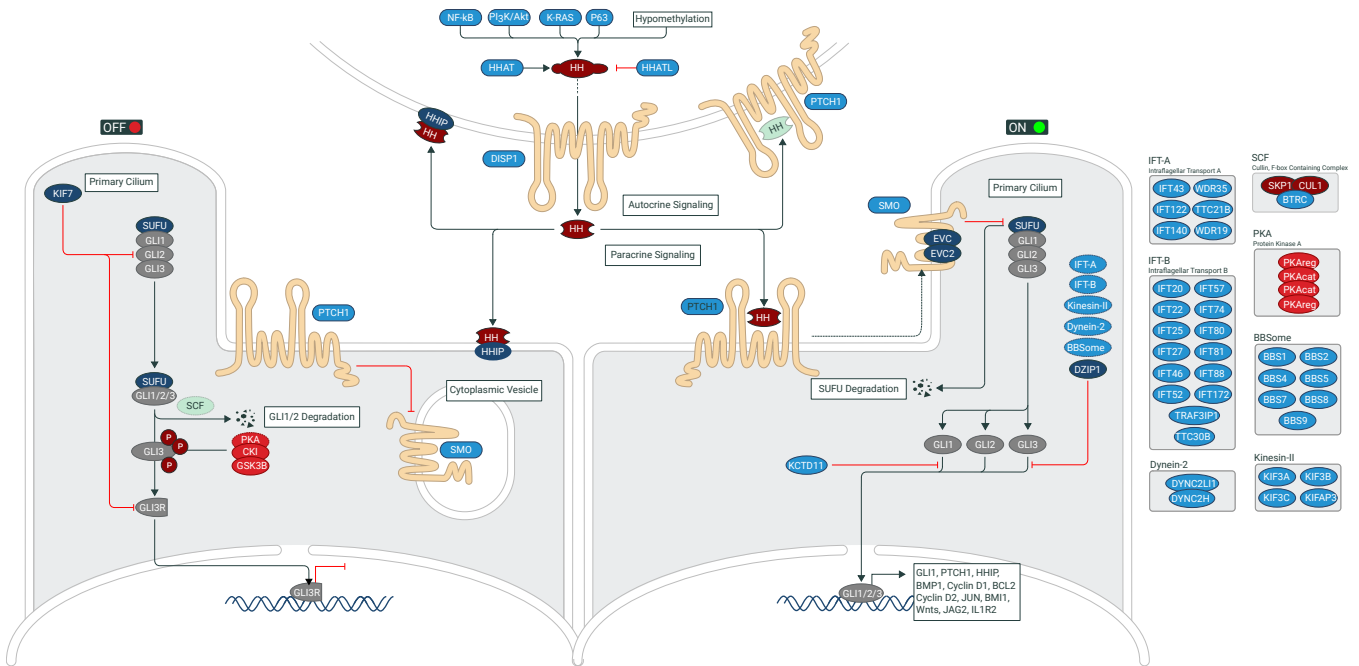 NF-kB
PI3K/Akt
K-RAS
P63
Hypomethylation
HHAT
HH
HHATL
PTCH1
HHIP
HH
HH
DISP1
OFF
ON
Primary Cilium
KIF7
SUFU
GLI1
GLI2
GLI3
Autocrine Signaling
HH
Paracrine Signaling
SMO
EVC
EVC2
Primary Cilium
SUFU
GLI1
GLI2
GLI3
IFT-A
IFT-B
Kinesin-II
Dynein-2
BBSome
DZIP1
PTCH1
PTCH1
HH
HH
HHIP
SUFU
GLI1/2/3
SCF
GLI1/2 Degradation
Cytoplasmic Vesicle
SUFU Degradation
P
P
P
GLI3
PKA
CKI
GSK3B
SMO
GLI1
GLI2
GLI3
KCTD11
GLI3R
GLI3R
GLI1/2/3
GLI1, PTCH1, HHIP,
BMP1, Cyclin D1, BCL2
Cyclin D2, JUN, BMI1,
Wnts, JAG2, IL1R2
IFT-A
Intraflagellar Transport A
IFT43
WDR35
IFT122
TTC21B
IFT140
WDR19
IFT-B
Intraflagellar Transport B
IFT20
IFT57
IFT22
IFT74
IFT25
IFT80
IFT27
IFT81
IFT46
IFT88
IFT52
IFT172
TRAF3IP1
TTC30B
Dynein-2
DYNC2LI1
DYNC2H
SCF
Cullin, F-box Containing Complex
SKP1
CUL1
BTRC
PKA
Protein Kinase A
PKAreg
PKAcat
PKAcat
PKAreg
BBSome
BBS1
BBS2
BBS4
BBS5
BBS7
BBS8
BBS9
Kinesin-II
KIF3A
KIF3B
KIF3C
KIFAP3